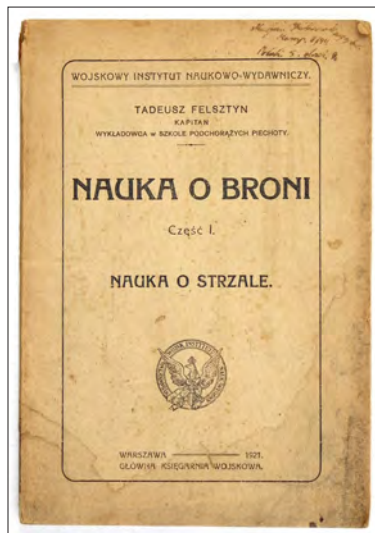 WOJSKOWY INSTYTUT NAUKOWO-WYDAWNICZY.
TADEUSZ FELSZTYN
KAPITAN
WYKŁADOWCA w SZKOLE PODCHORĄŻYCH PIECHOTY.
NAUKA O BRONI
Część I.
NAUKA O STRZALE.
WARSZAWA 1921.
GŁÓWNA KSIĘGARNIA WOJSKOWA.